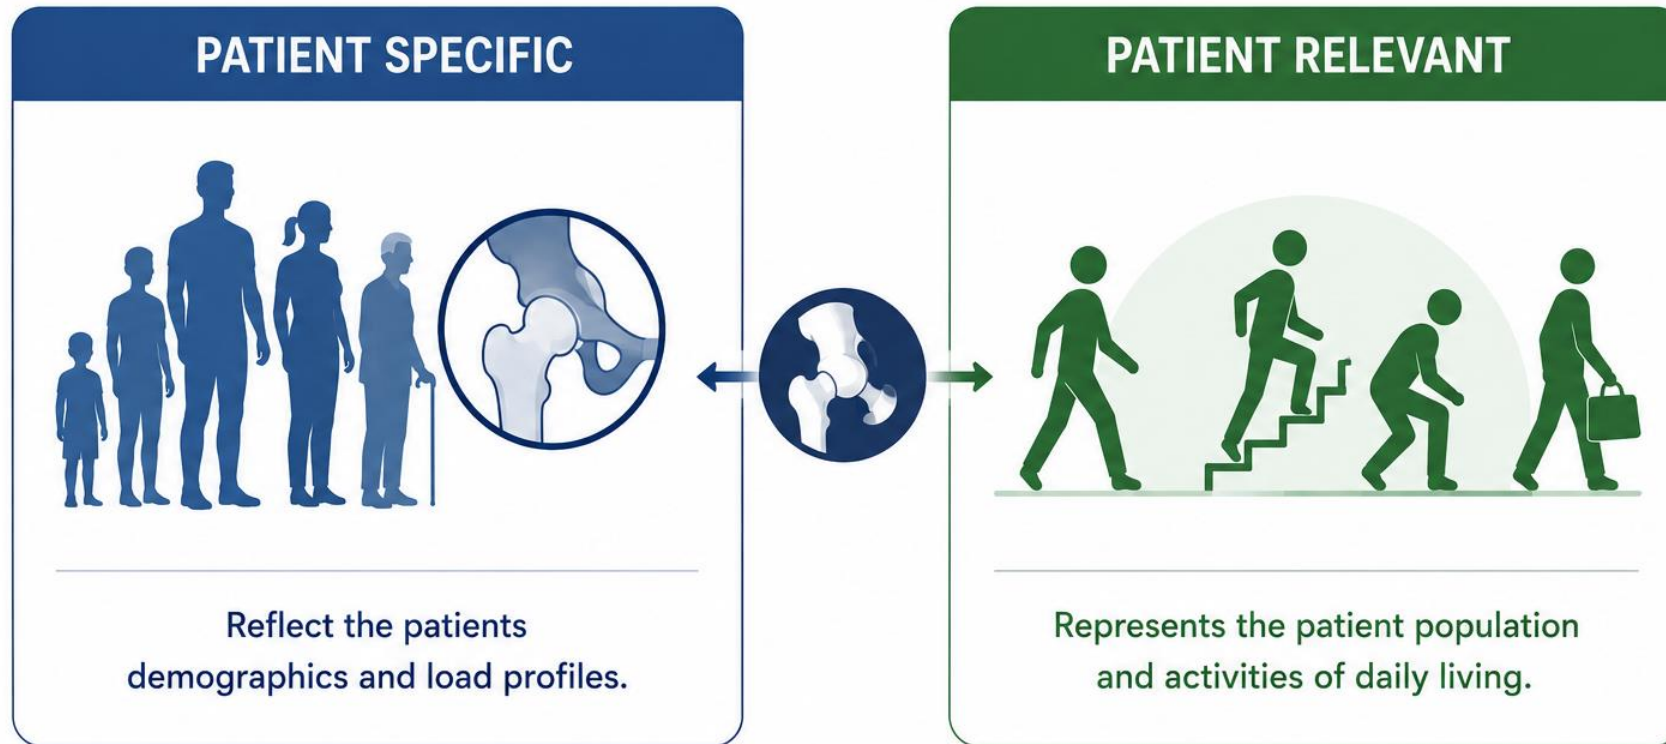 PATIENT SPECIFIC
Reflect the patients
demographics and load profiles.
PATIENT RELEVANT
Represents the patient population
and activities of daily living.